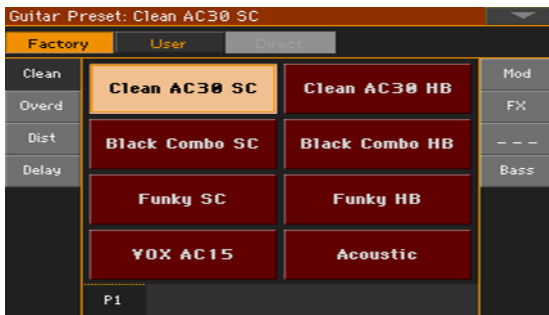 Guitar Preset: Clean AC30 SC
Factory User Direct
Clean
Overd
Dist
Delay
Clean AC30 SC Clean AC30 HB
Black Combo SC Black Combo HB
Funky SC Funky HB
VOX AC15 Acoustic
Mod
FX
---
Bass
P1